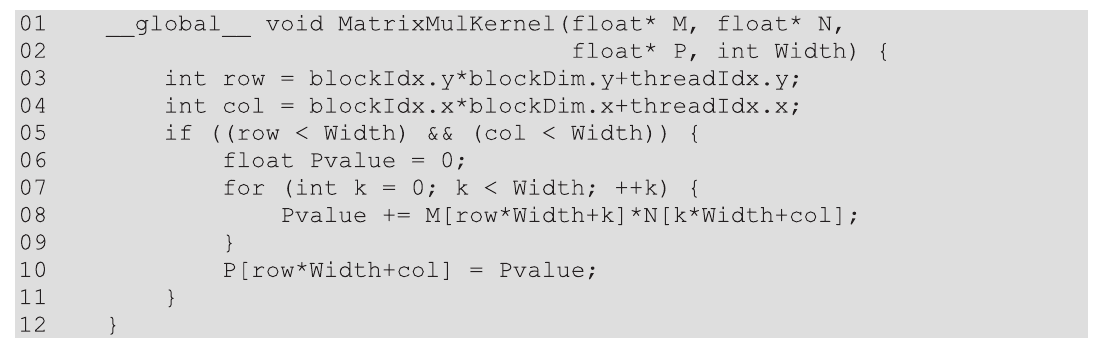 01    __global__ void MatrixMulKernel(float* M, float* N,
02                                    float* P, int Width) {
03        int row = blockIdx.y*blockDim.y+threadIdx.y;
04        int col = blockIdx.x*blockDim.x+threadIdx.x;
05        if ((row < Width) && (col < Width)) {
06            float Pvalue = 0;
07            for (int k = 0; k < Width; ++k) {
08                Pvalue += M[row*Width+k]*N[k*Width+col];
09            }
10            P[row*Width+col] = Pvalue;
11        }
12    }